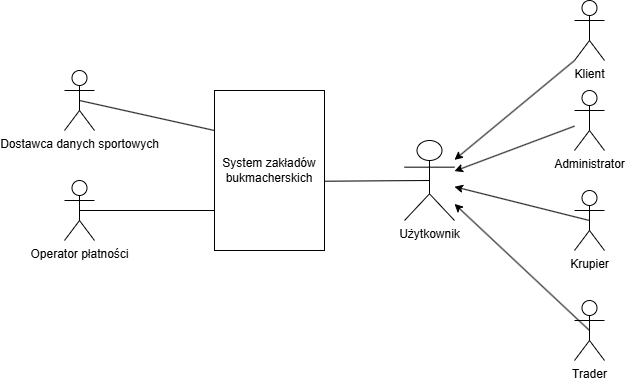 Klient
Dostawca danych sportowych
System zakładów
bukmacherskich
Administrator
Użytkownik
Operator płatności
Krupier
Trader